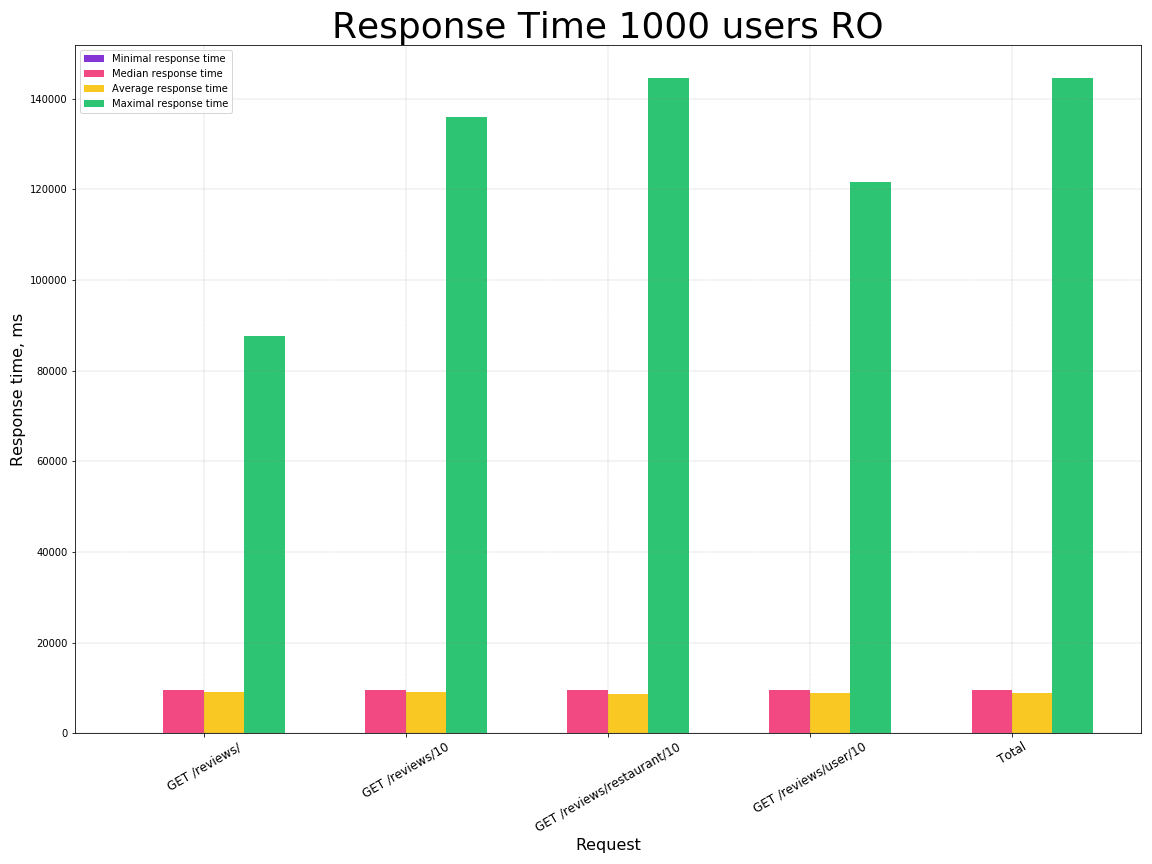 Response Time 1000 users RO
Minimal response time
Median response time
Average response time
Maximal response time
Response time, ms
140000
120000
100000
80000
60000
40000
20000
0
GET /reviews/
GET /reviews/10
GET /reviews/restaurant/10
GET /reviews/user/10
Total
Request